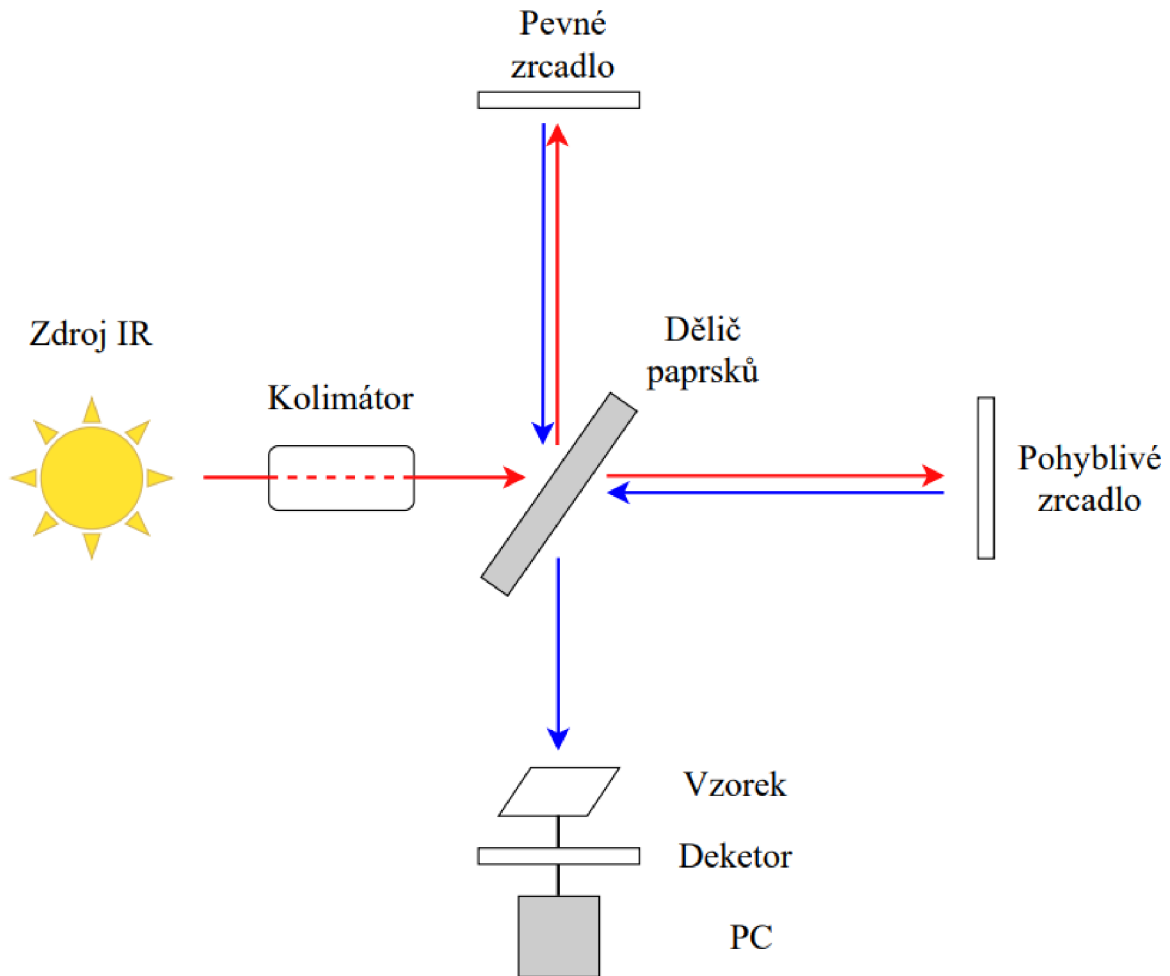 Pevné
zrcadlo
Zdroj IR
Kolimátor
Dělič
paprsků
Pohyblivé
zrcadlo
Vzorek
Deketor
PC